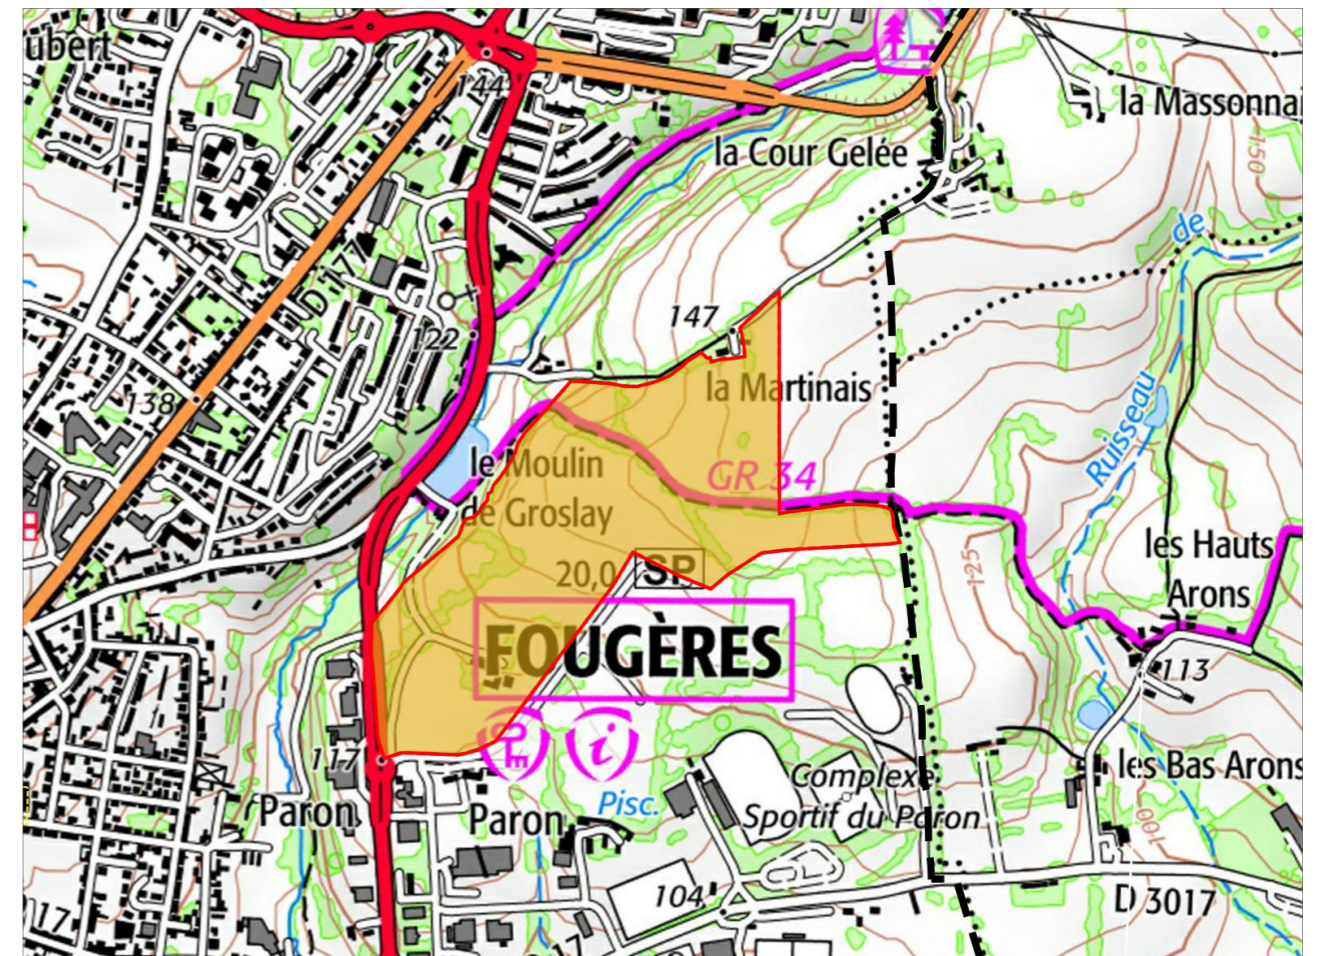 ubert
144
la Massonnai
la Cour Gelée
150
de
D 177A
147
122
la Martinais
138
Ruisseau
le Moulin
de Groslay
GR 34
20,0
SP
125
les Hauts
Arons
FOUGÈRES
113
117
i
Complexe
Sportif du Paron
les Bas Arons
Paron
Paron
Pisc.
100
104
D 3017
17